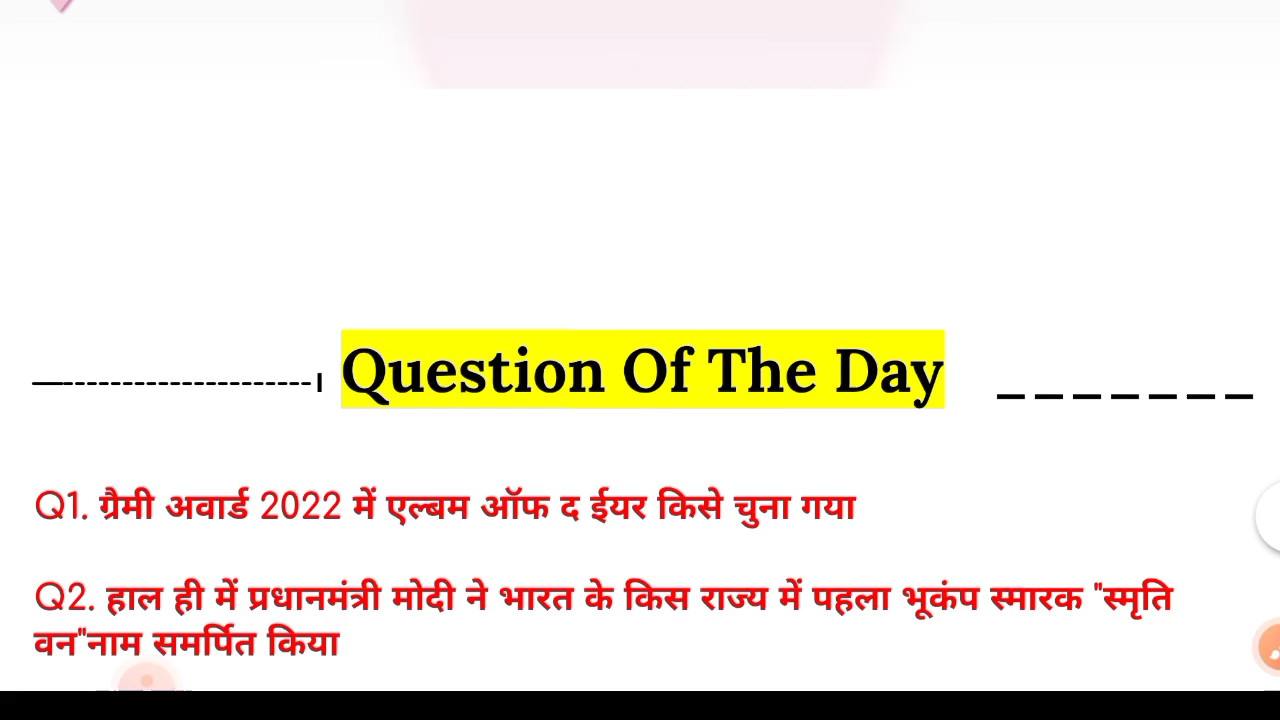 Question Of The Day
Q1. ग्रैमी अवार्ड 2022 में एल्बम ऑफ द ईयर किसे चुना गया
Q2. हाल ही में प्रधानमंत्री मोदी ने भारत के किस राज्य में पहला भूकंप स्मारक "स्मृति
वन"नाम समर्पित किया